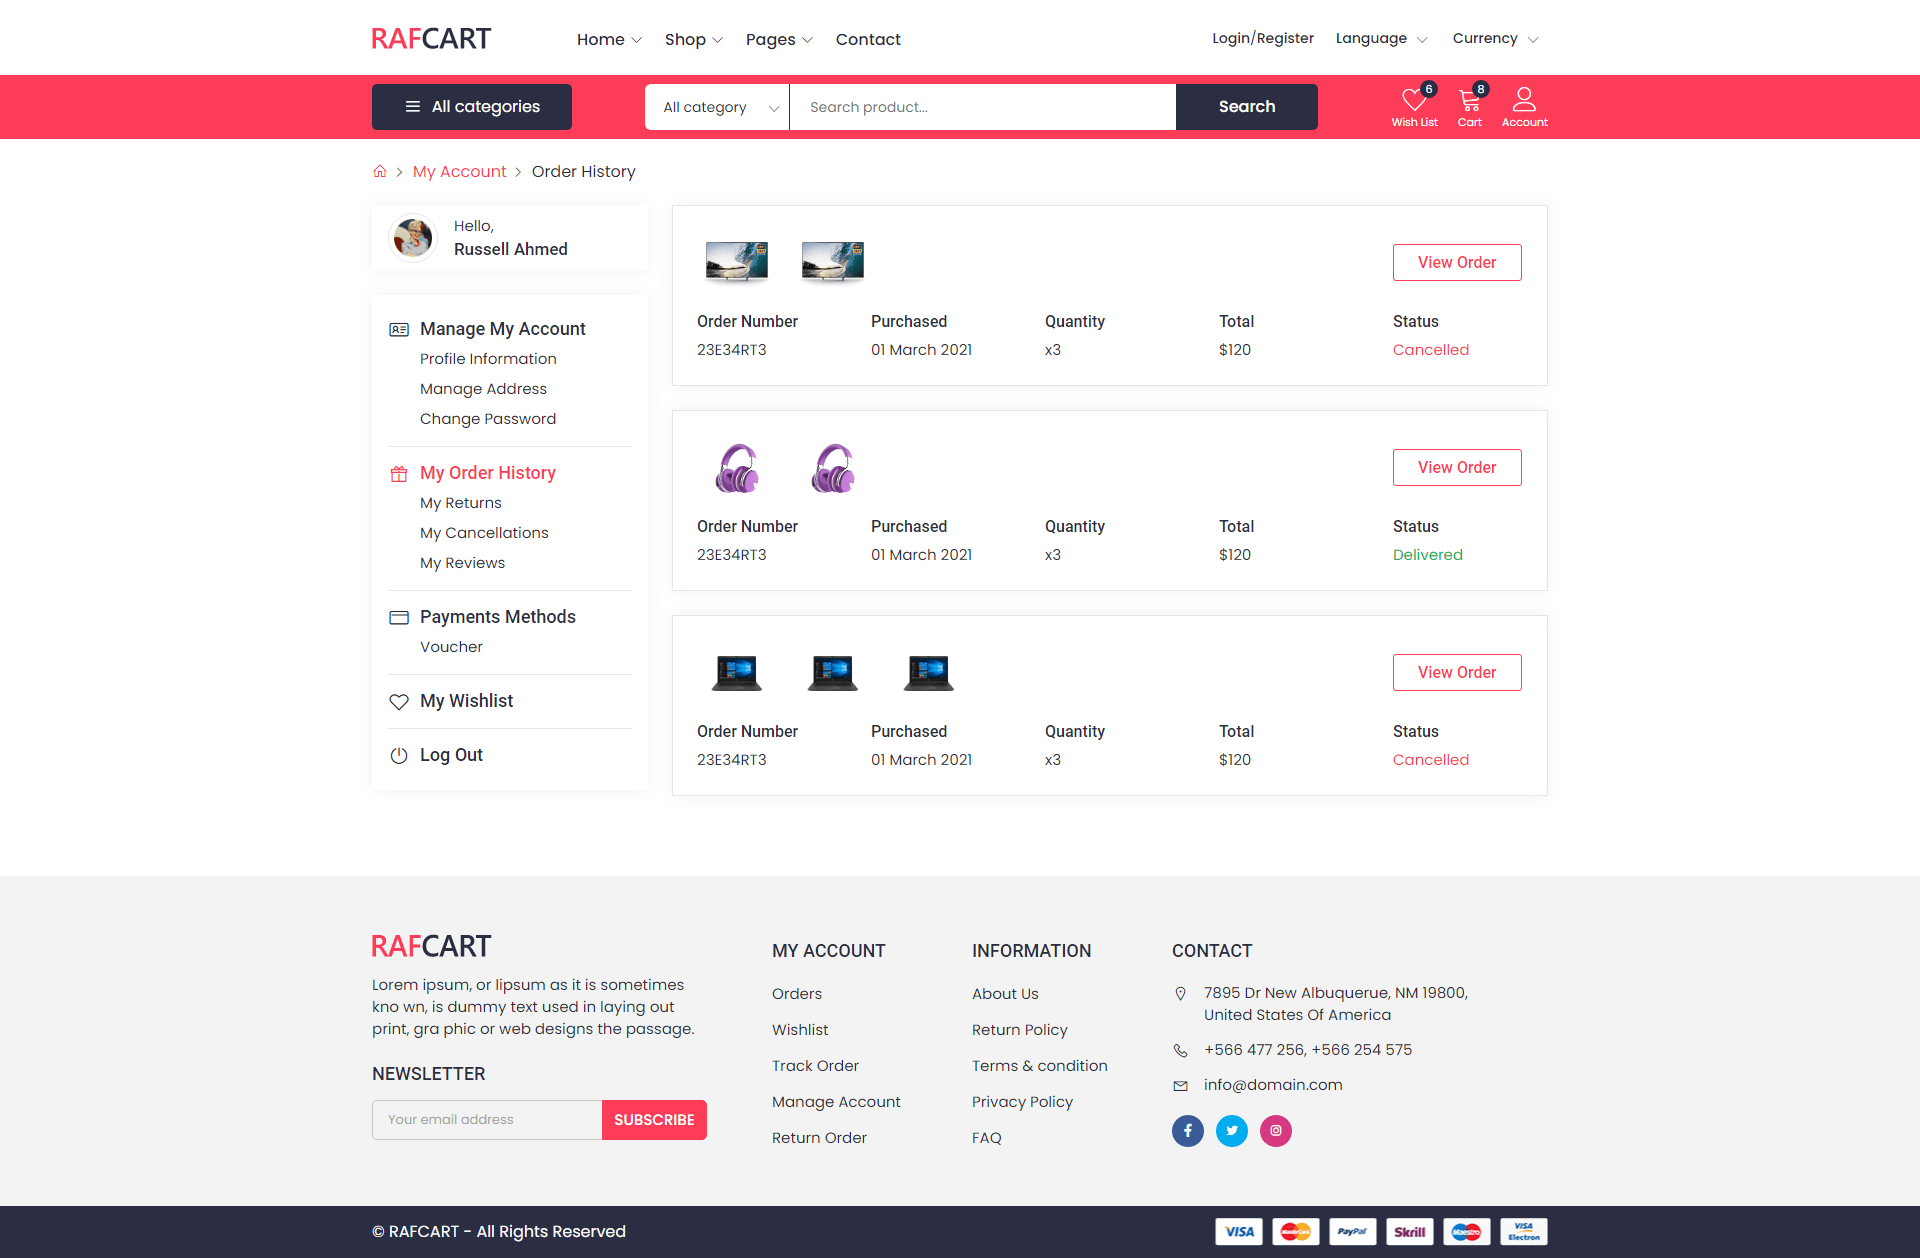 RAFCART
Home Shop Pages Contact
Login/Register Language Currency
All categories
All category Search product... Search
6 8
Wish List Cart Account
My Account Order History
Hello,
Russell Ahmed
Manage My Account
Profile Information
Manage Address
Change Password
My Order History
My Returns
My Cancellations
My Reviews
Payments Methods
Voucher
My Wishlist
Log Out
View Order
Order Number Purchased Quantity Total Status
23E34RT3 01 March 2021 x3 $120 Cancelled
View Order
Order Number Purchased Quantity Total Status
23E34RT3 01 March 2021 x3 $120 Delivered
View Order
Order Number Purchased Quantity Total Status
23E34RT3 01 March 2021 x3 $120 Cancelled
RAFCART
Lorem ipsum, or lipsum as it is sometimes
kno wn, is dummy text used in laying out
print, gra phic or web designs the passage.
NEWSLETTER
Your email address SUBSCRIBE
MY ACCOUNT
Orders
Wishlist
Track Order
Manage Account
Return Order
INFORMATION
About Us
Return Policy
Terms & condition
Privacy Policy
FAQ
CONTACT
7895 Dr New Albuquerue, NM 19800,
United States Of America
+566 477 256, +566 254 575
info@domain.com
© RAFCART - All Rights Reserved
VISA MasterCard PayPal Skrill Maestro VISA Electron